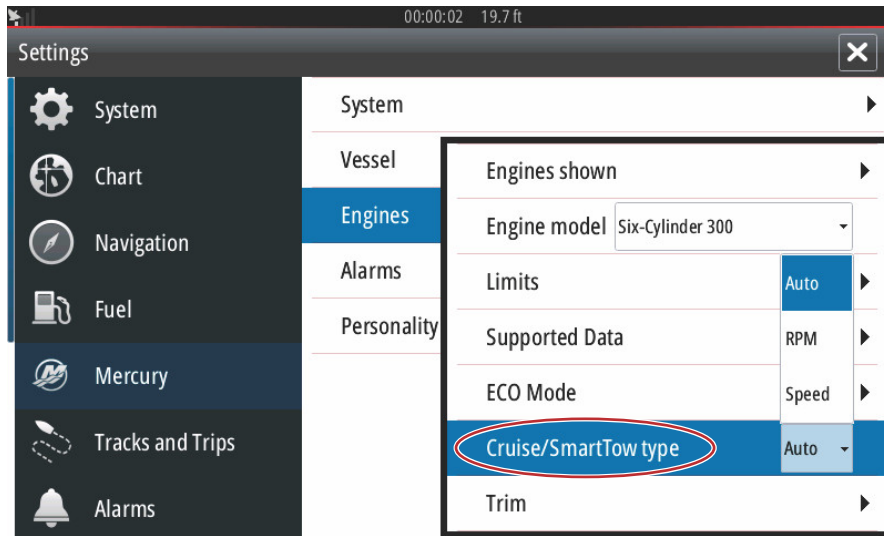 00:00:02 19.7 ft
Settings
System
Chart
Navigation
Fuel
Mercury
Tracks and Trips
Alarms
System
Vessel
Engines
Alarms
Personality
Engines shown
Engine model Six-Cylinder 300
Limits
Supported Data
ECO Mode
Cruise/SmartTow type Auto
Trim
Auto
RPM
Speed